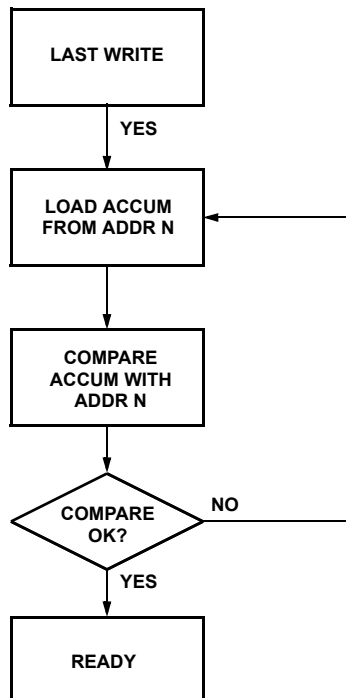 LAST WRITE
YES
LOAD ACCUM
FROM ADDR N
COMPARE
ACCUM WITH
ADDR N
COMPARE
OK?
NO
YES
READY